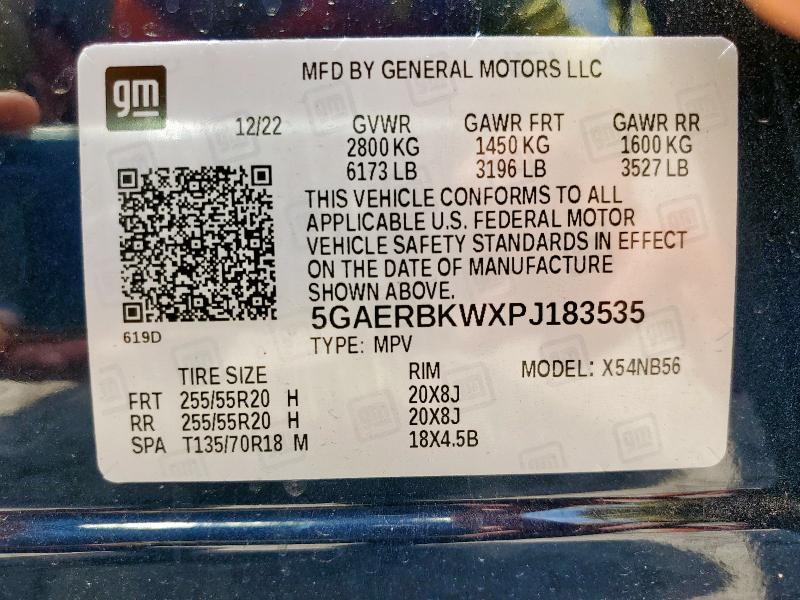 gm
MFD BY GENERAL MOTORS LLC
12/22 GVWR GAWR FRT GAWR RR
2800 KG 1450 KG 1600 KG
6173 LB 3196 LB 3527 LB
THIS VEHICLE CONFORMS TO ALL
APPLICABLE U.S. FEDERAL MOTOR
VEHICLE SAFETY STANDARDS IN EFFECT
ON THE DATE OF MANUFACTURE
SHOWN ABOVE.
5GAERBKWXPJ183535
619D
TYPE: MPV
TIRE SIZE RIM MODEL: X54NB56
FRT 255/55R20 H 20X8J
RR 255/55R20 H 20X8J
SPA T135/70R18 M 18X4.5B